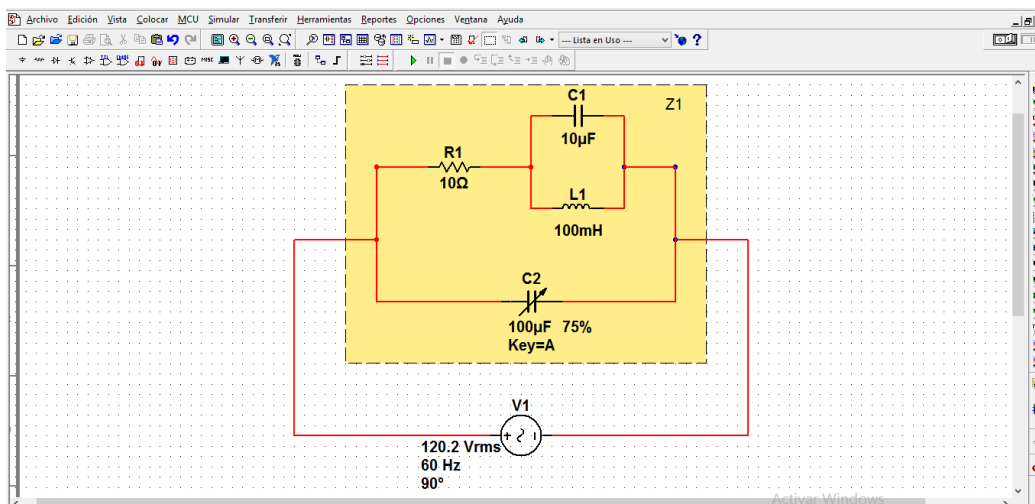 Archivo Edición Vista Colocar MCU Simular Transferir Herramientas Reportes Opciones Ventana Ayuda
--- Lista en Uso ---
C1
10µF
Z1
R1
10Ω
L1
100mH
C2
100µF 75%
Key=A
V1
120.2 Vrms
60 Hz
90°
Activar Windows